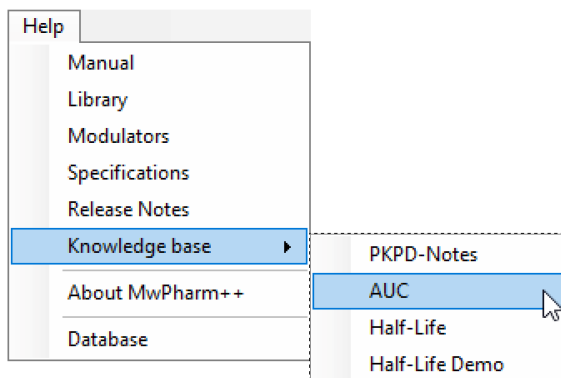 Help
Manual
Library
Modulators
Specifications
Release Notes
Knowledge base
PKPD-Notes
About MwPharm++
AUC
Half-Life
Database
Half-Life Demo